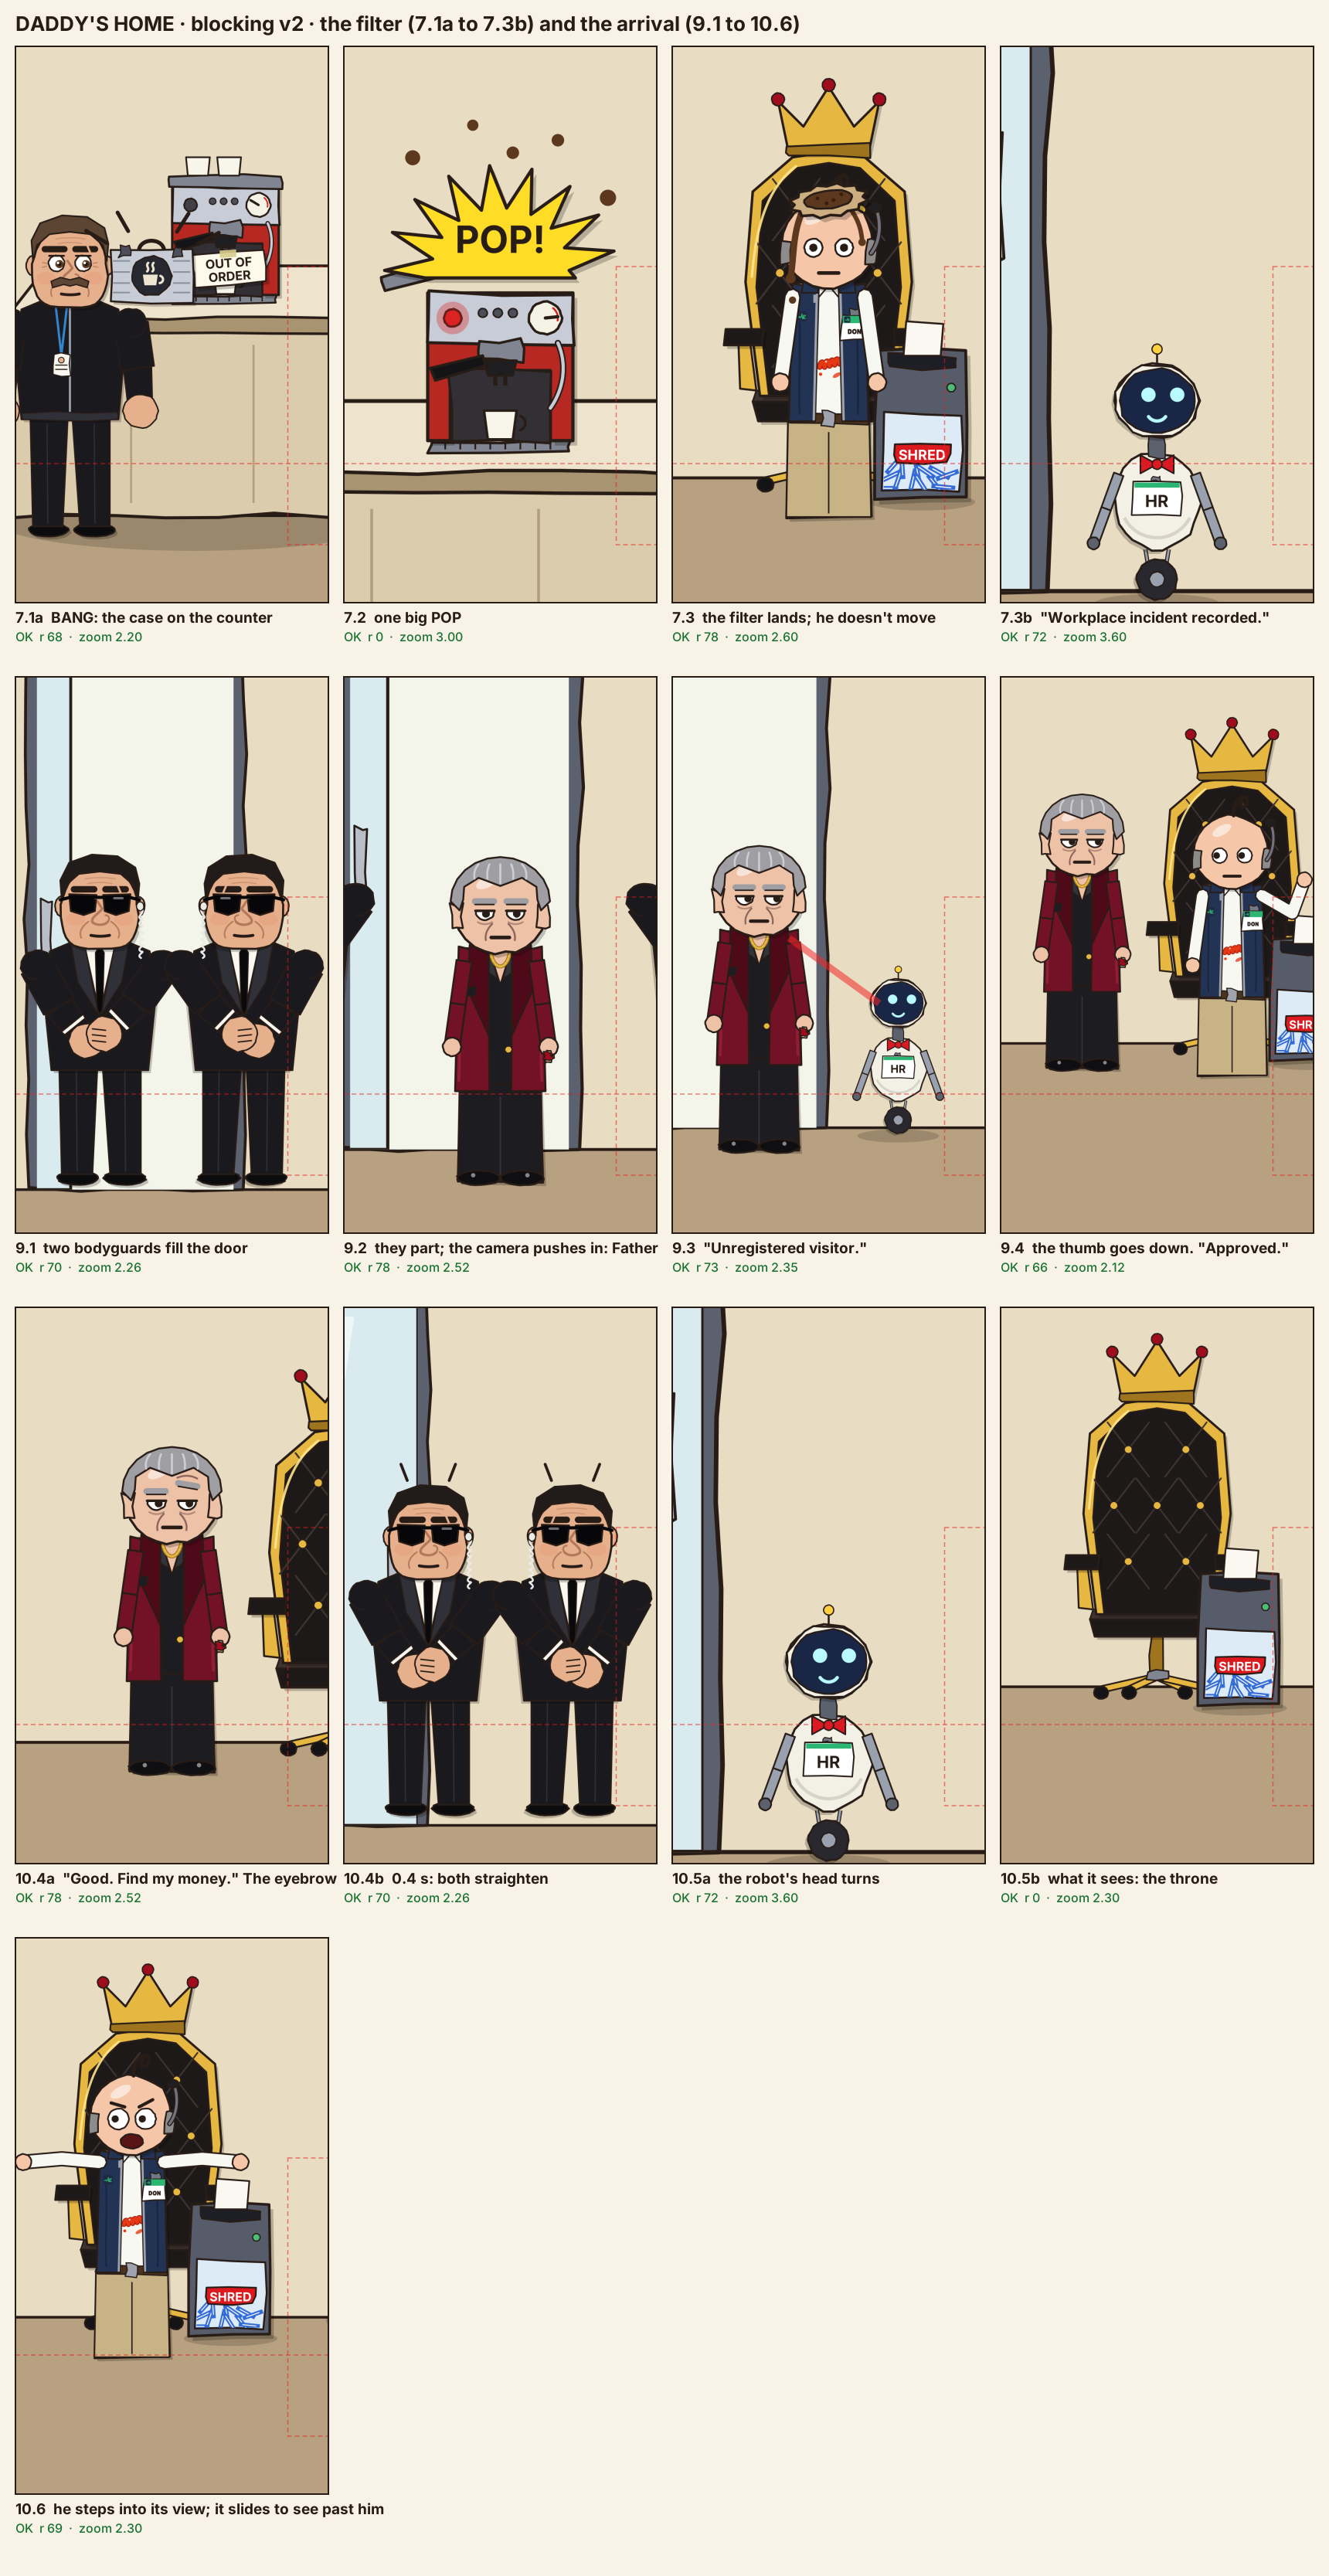 DADDY'S HOME · blocking v2 · the filter (7.1a to 7.3b) and the arrival (9.1 to 10.6)
OUT OF
ORDER
POP!
DON
SHRED
HR
7.1a BANG: the case on the counter
OK r 68 · zoom 2.20
7.2 one big POP
OK r 0 · zoom 3.00
7.3 the filter lands; he doesn't move
OK r 78 · zoom 2.60
7.3b "Workplace incident recorded."
OK r 72 · zoom 3.60
HR
DON
SHR
9.1 two bodyguards fill the door
OK r 70 · zoom 2.26
9.2 they part; the camera pushes in: Father
OK r 78 · zoom 2.52
9.3 "Unregistered visitor."
OK r 73 · zoom 2.35
9.4 the thumb goes down. "Approved."
OK r 66 · zoom 2.12
HR
SHRED
10.4a "Good. Find my money." The eyebrow
OK r 78 · zoom 2.52
10.4b 0.4 s: both straighten
OK r 70 · zoom 2.26
10.5a the robot's head turns
OK r 72 · zoom 3.60
10.5b what it sees: the throne
OK r 0 · zoom 2.30
DON
SHRED
10.6 he steps into its view; it slides to see past him
OK r 69 · zoom 2.30